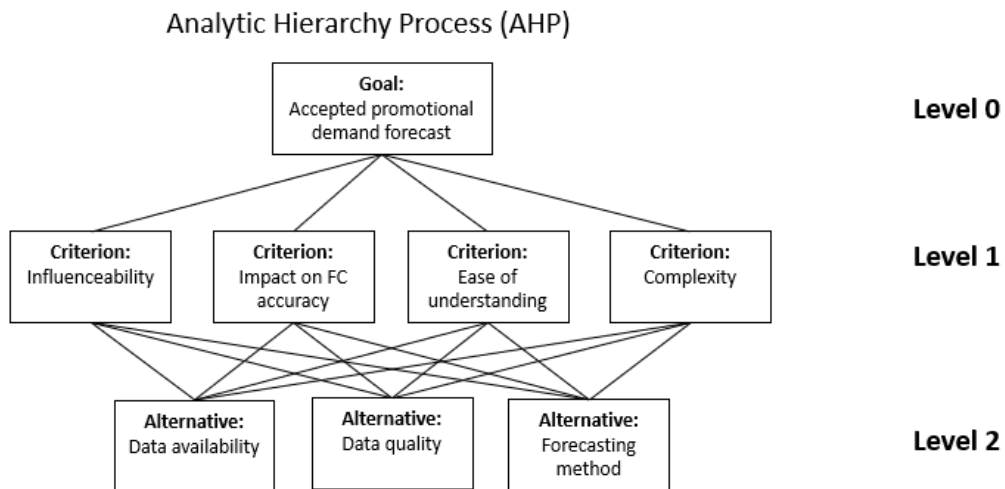 Analytic Hierarchy Process (AHP)
Goal:
Accepted promotional
demand forecast
Level 0
Criterion:
Influenceability
Criterion:
Impact on FC
accuracy
Criterion:
Ease of
understanding
Criterion:
Complexity
Level 1
Alternative:
Data availability
Alternative:
Data quality
Alternative:
Forecasting
method
Level 2